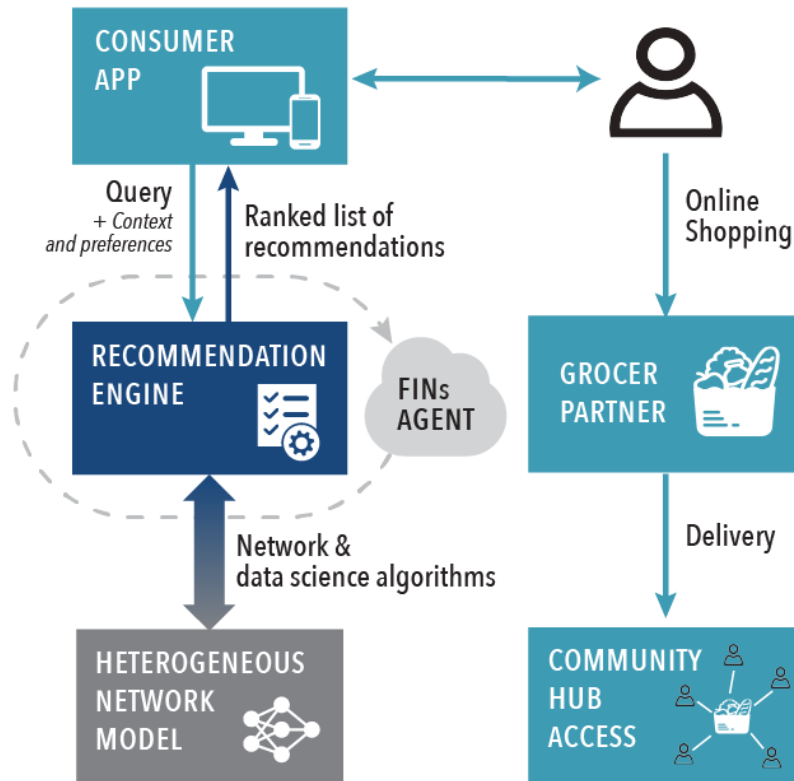 CONSUMER
APP
Query
+ Context
and preferences
Ranked list of
recommendations
Online
Shopping
RECOMMENDATION
ENGINE
FINs
AGENT
GROCER
PARTNER
Network &
data science algorithms
Delivery
HETEROGENEOUS
NETWORK
MODEL
COMMUNITY
HUB
ACCESS